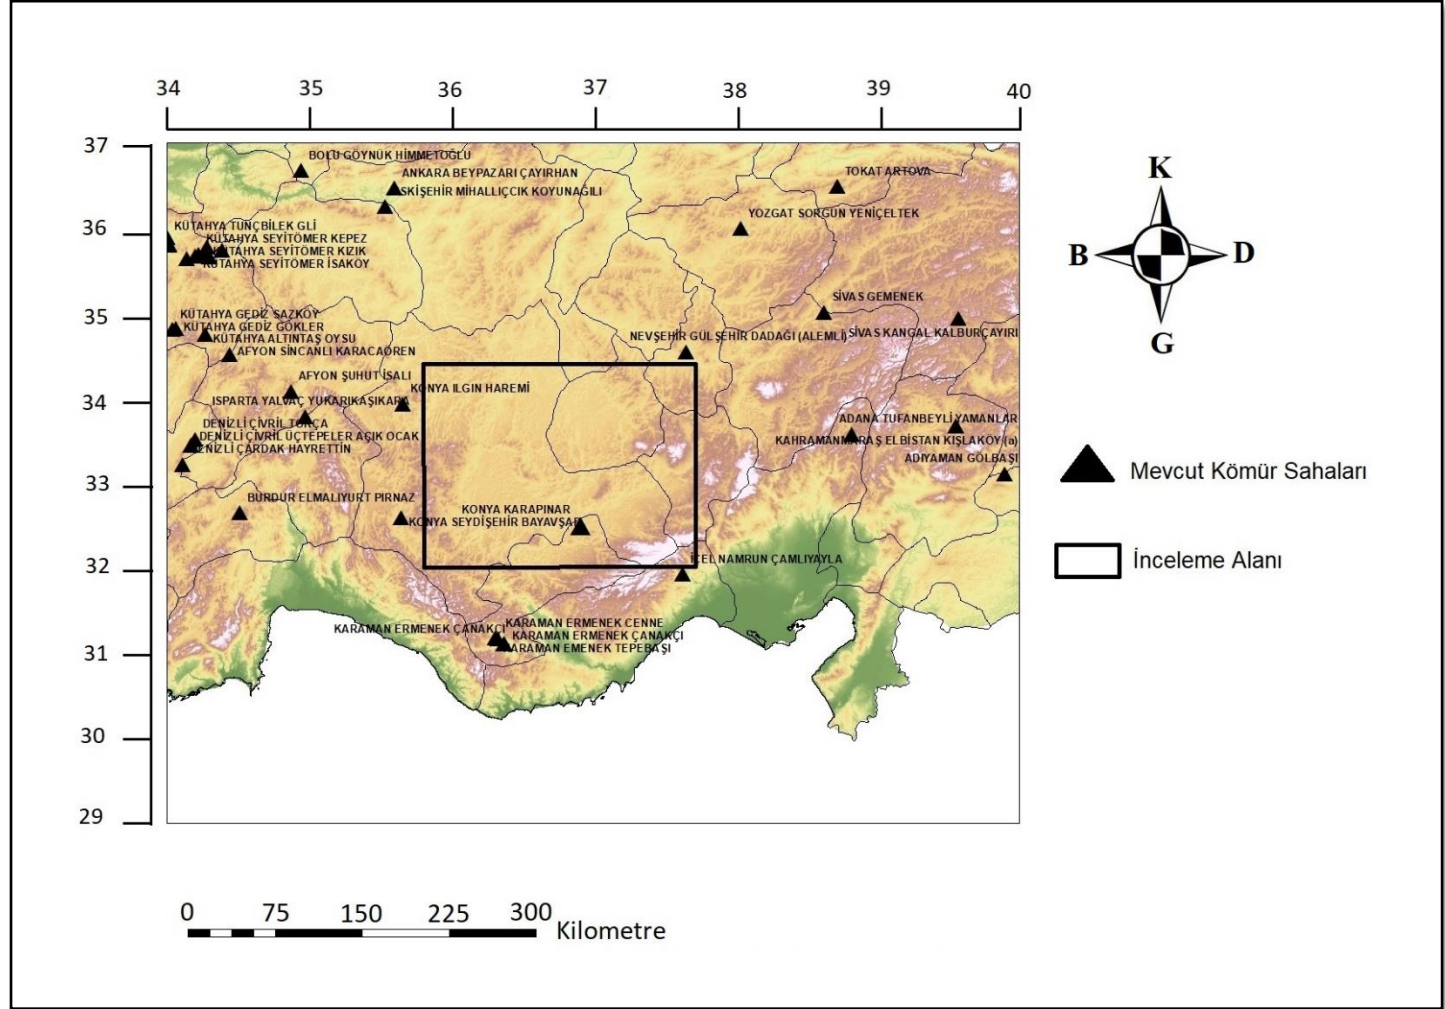 34 35 36 37 38 39 40
37
36
35
34
33
32
31
30
29
BOLU GÖYNÜK HİMMETOĞLU
ANKARA BEYPAZARI ÇAYIRHAN
SKİŞEHİR MİHALLIÇCIK KOYUNAĞILI
TOKAT ARTOVA
YOZGAT SORGUN YENİÇELTEK
KÜTAHYA TUNÇBİLEK GLİ
KÜTAHYA SEYİTÖMER KEPEZ
KÜTAHYA SEYİTÖMER KIZIK
KÜTAHYA SEYİTÖMER İSAKÖY
SİVAS GEMENEK
SİVAS KANGAL KALBURÇAYIRI
NEVŞEHİR GÜLŞEHİR DADAĞI (ALEMLİ)
KÜTAHYA GEDİZ SAZKÖY
KÜTAHYA GEDİZ GÖKLER
KÜTAHYA ALTINTAŞ OYSU
AFYON SİNCANLI KARACAÖREN
AFYON ŞUHUT İSALI
KONYA ILGIN HAREMİ
ISPARTA YALVAÇ YUKARIKAŞIKARA
DENİZLİ ÇİVRİL TOKÇA
DENİZLİ ÇİVRİL ÜÇTEPELER AÇIK OCAK
ENİZLİ ÇARDAK HAYRETTİN
ADANA TUFANBEYLİ YAMANLAR
KAHRAMANMARAŞ ELBİSTAN KIŞLAKÖY (a)
ADIYAMAN GÖLBAŞI
BURDUR ELMALIYURT PIRNAZ
KONYA KARAPINAR
KONYA SEYDİŞEHİR BAYAVŞAR
İÇEL NAMRUN ÇAMLIYAYLA
KARAMAN ERMENEK ÇANAKÇI
KARAMAN ERMENEK CENNE
KARAMAN ERMENEK ÇANAKÇI
ARAMAN EMENEK TEPEBAŞI
K
B D
G
Mevcut Kömür Sahaları
İnceleme Alanı
0 75 150 225 300
Kilometre